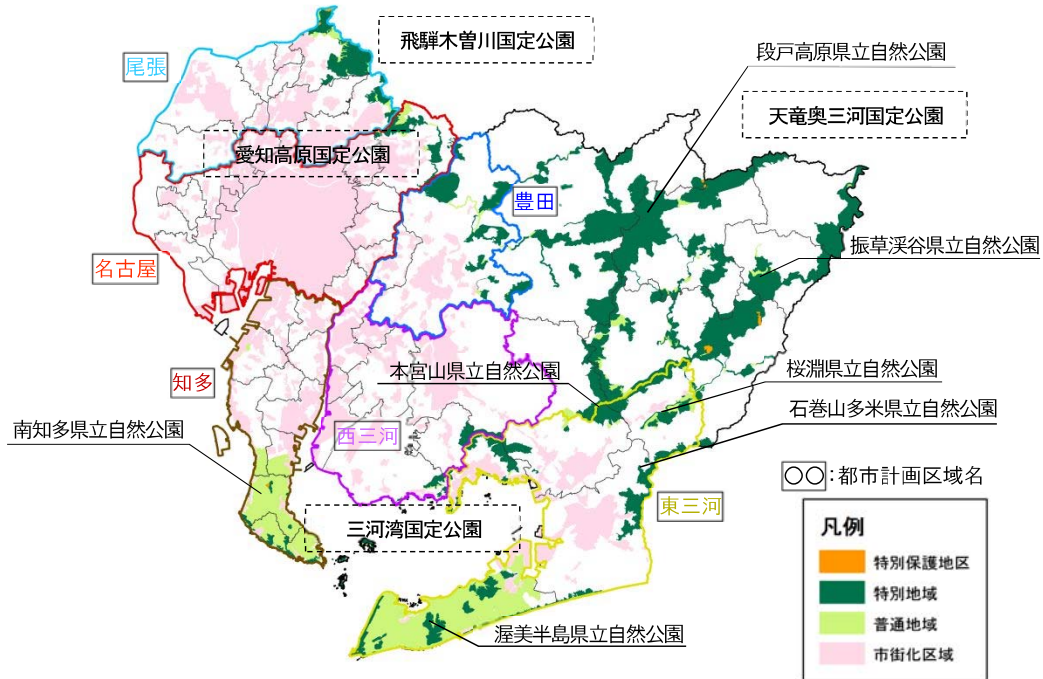 飛騨木曽川国定公園
段戸高原県立自然公園
尾張
天竜奥三河国定公園
愛知高原国定公園
豊田
振草渓谷県立自然公園
名古屋
本宮山県立自然公園
桜淵県立自然公園
知多
石巻山多米県立自然公園
南知多県立自然公園
西三河
○○:都市計画区域名
東三河
三河湾国定公園
凡例
特別保護地区
特別地域
普通地域
市街化区域
渥美半島県立自然公園